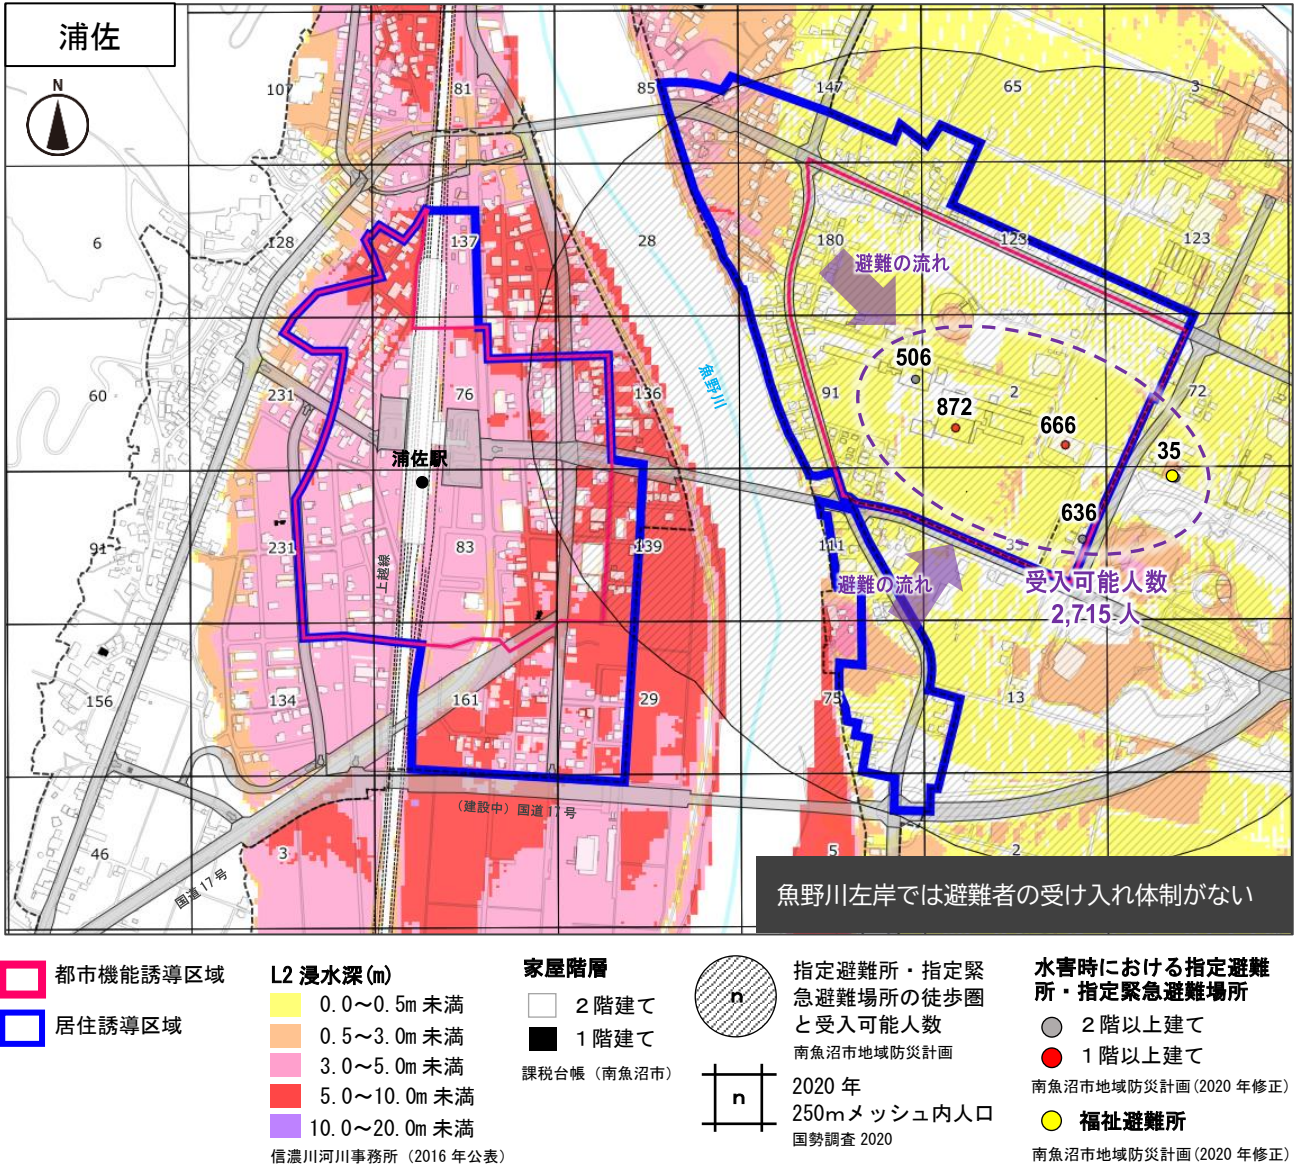 浦佐
N
107
81
85
147
65
3
6
128
137
28
180
123
123
避難の流れ
60
231
76
136
魚野川
91
506
2
72
872
666
35
浦佐駅
636
91
231
上越線
83
139
111
35
避難の流れ
受入可能人数
2,715 人
156
134
161
29
75
13
(建設中) 国道 17 号
46
国道 17 号
3
5
2
魚野川左岸では避難者の受け入れ体制がない
都市機能誘導区域
居住誘導区域
L2 浸水深(m)
0.0～0.5m 未満
0.5～3.0m 未満
3.0～5.0m 未満
5.0～10.0m 未満
10.0～20.0m 未満
信濃川河川事務所（2016 年公表）
家屋階層
２階建て
１階建て
課税台帳（南魚沼市）
n
指定避難所・指定緊
急避難場所の徒歩圏
と受入可能人数
南魚沼市地域防災計画
n
2020 年
250mメッシュ内人口
国勢調査 2020
水害時における指定避難
所・指定緊急避難場所
２階以上建て
１階以上建て
南魚沼市地域防災計画(2020 年修正)
福祉避難所
南魚沼市地域防災計画(2020 年修正)